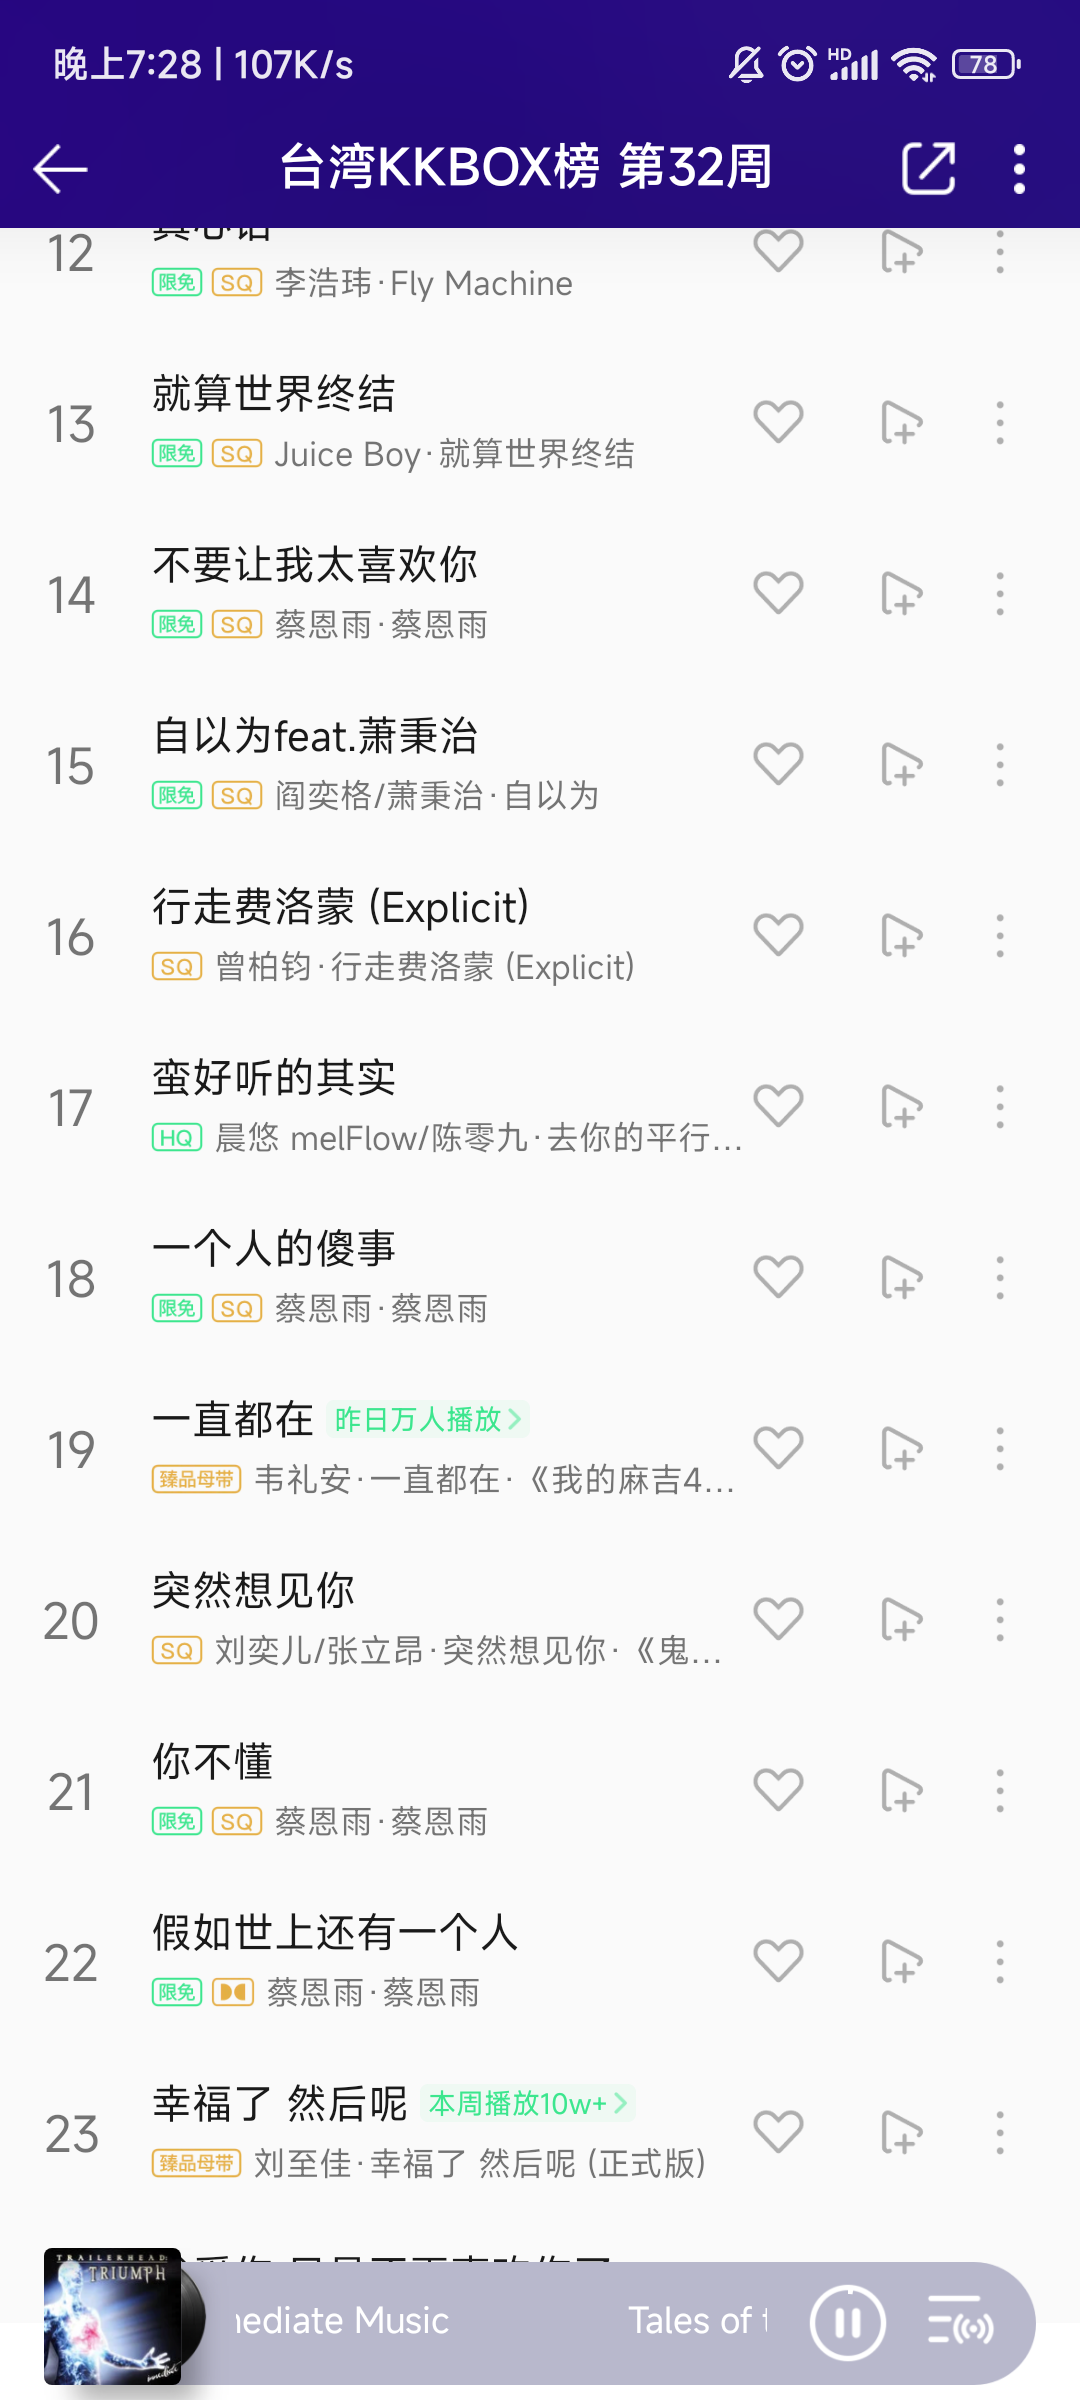 晚上7:28 | 107K/s
HD
78
台湾KKBOX榜 第32周
12
真心话
限免 SQ 李浩玮·Fly Machine
13
就算世界终结
限免 SQ Juice Boy·就算世界终结
14
不要让我太喜欢你
限免 SQ 蔡恩雨·蔡恩雨
15
自以为feat.萧秉治
限免 SQ 阎奕格/萧秉治·自以为
16
行走费洛蒙 (Explicit)
SQ 曾柏钧·行走费洛蒙 (Explicit)
17
蛮好听的其实
HQ 晨悠 melFlow/陈零九·去你的平行...
18
一个人的傻事
限免 SQ 蔡恩雨·蔡恩雨
19
一直都在 昨日万人播放
臻品母带 韦礼安·一直都在·《我的麻吉4...
20
突然想见你
SQ 刘奕儿/张立昂·突然想见你·《鬼...
21
你不懂
限免 SQ 蔡恩雨·蔡恩雨
22
假如世上还有一个人
限免 蔡恩雨·蔡恩雨
23
幸福了 然后呢 本周播放10w+
臻品母带 刘至佳·幸福了 然后呢 (正式版)
TRAILERHEAD:
TRIUMPH
mediate Music Tales of t